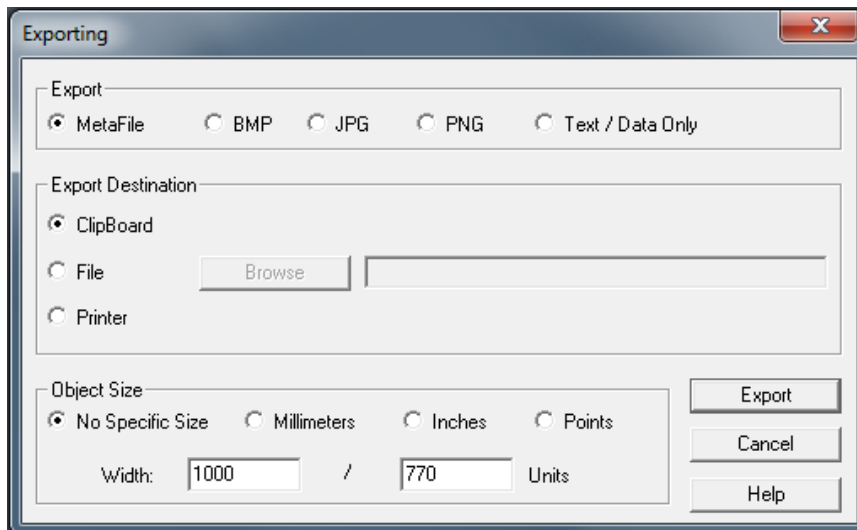 Exporting
Export
MetaFile BMP JPG PNG Text / Data Only
Export Destination
ClipBoard
File Browse
Printer
Object Size
No Specific Size Millimeters Inches Points
Width: 1000 / 770 Units
Export
Cancel
Help